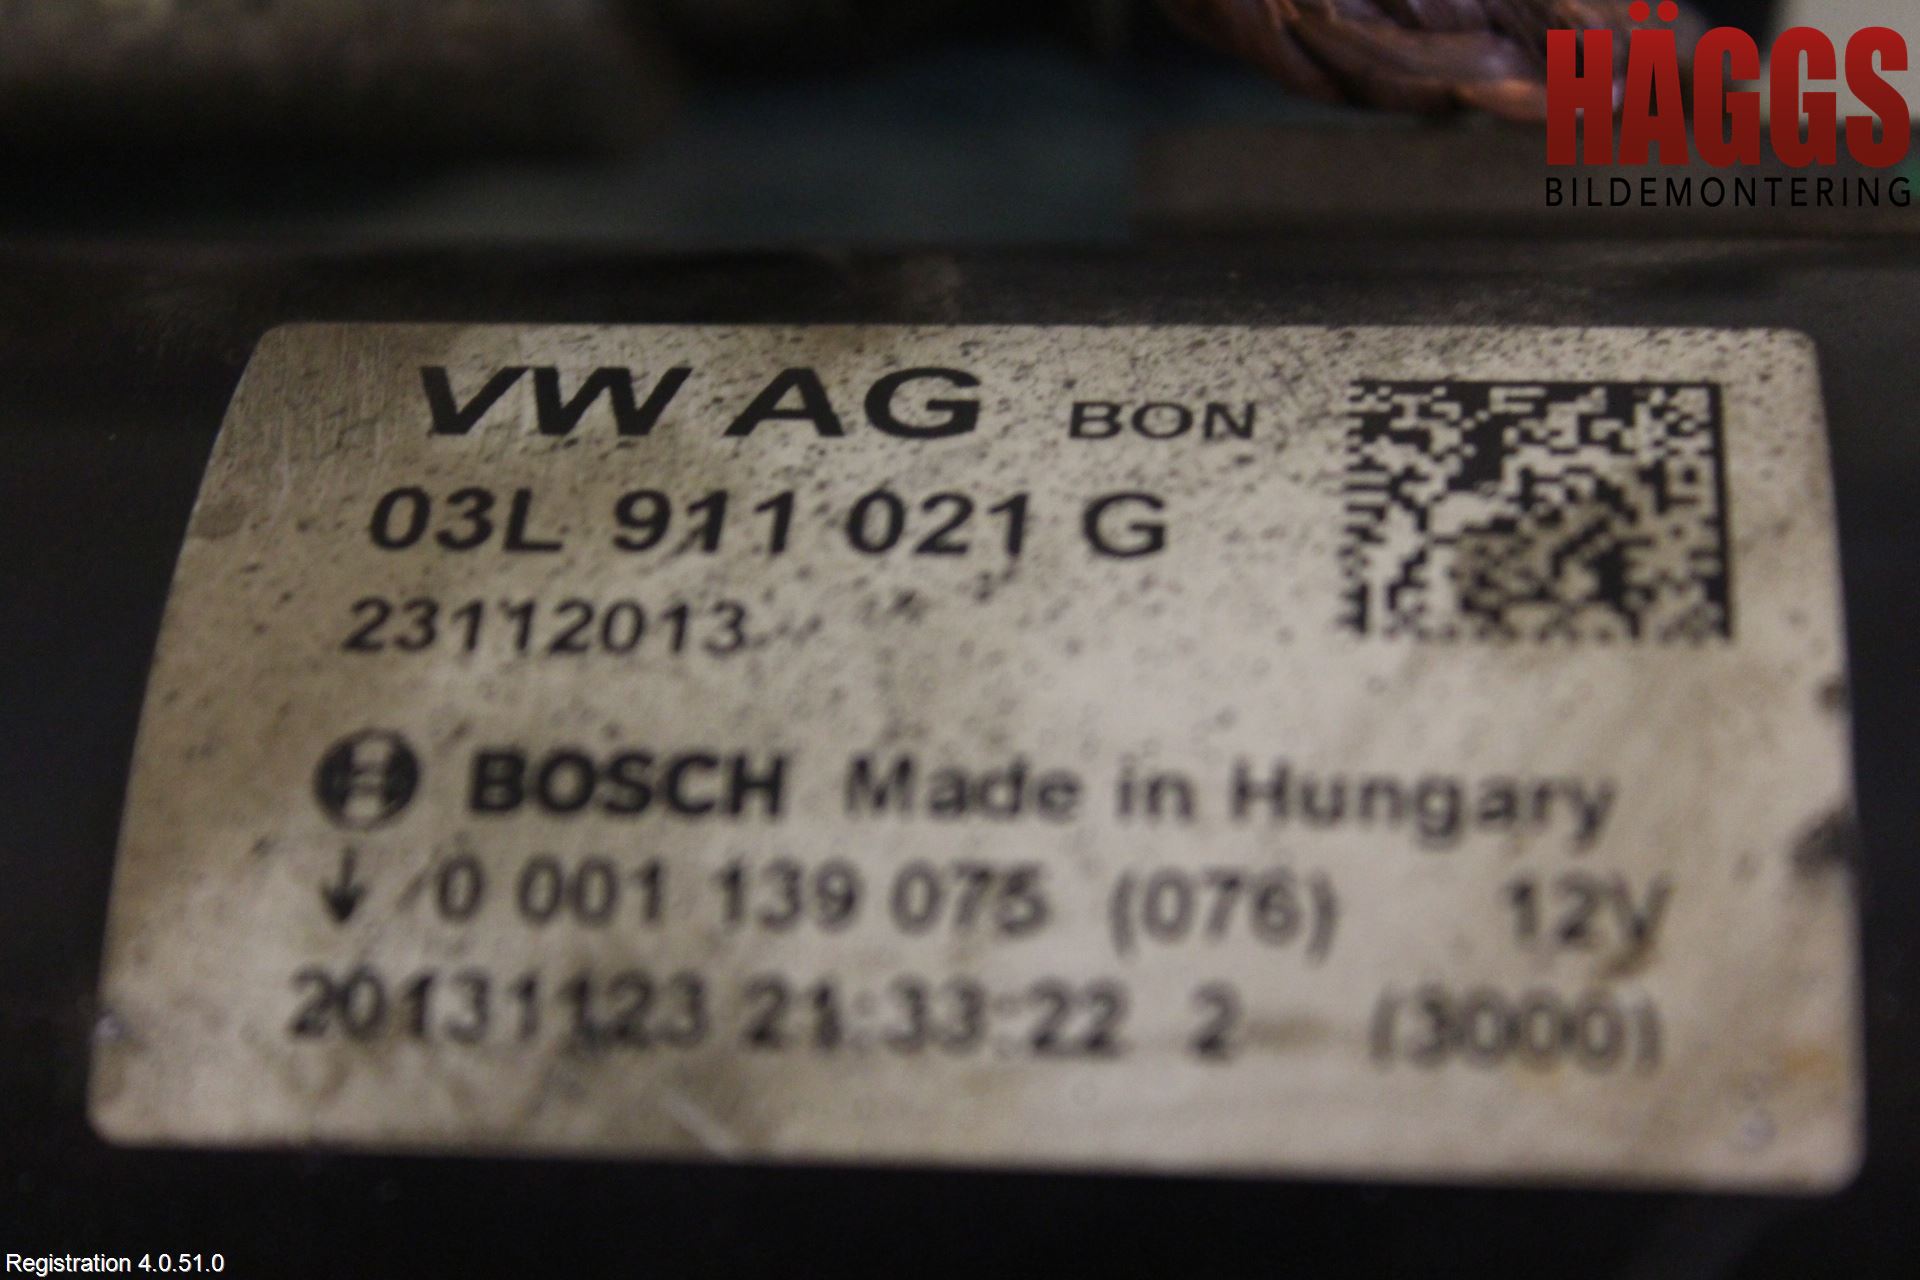 HÄGGS
BILDEMONTERING
VW AG BON
03L 911 021 G
23112013
BOSCH Made in Hungary
↓ 0 001 139 075 (076) 12V
20131123 21:33:22 2 (3000)
Registration 4.0.51.0